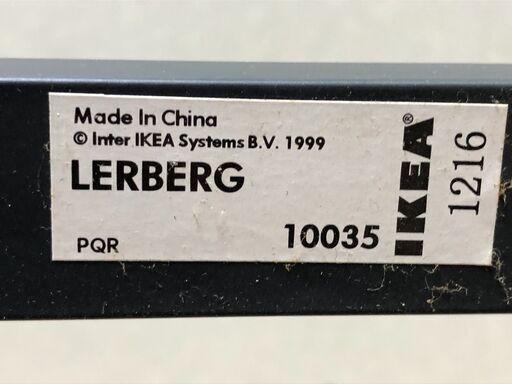 Made In China
© Inter IKEA Systems B.V. 1999
LERBERG
PQR 10035
IKEA®
1216